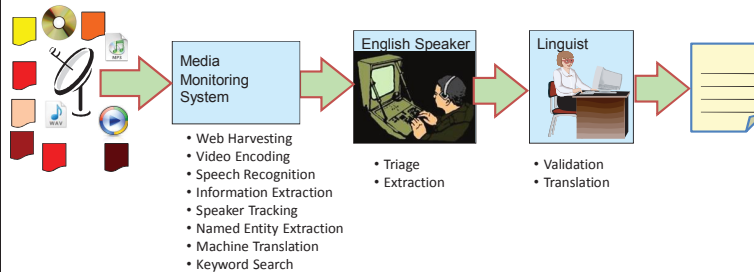 MP3
WAV
Media
Monitoring
System
• Web Harvesting
• Video Encoding
• Speech Recognition
• Information Extraction
• Speaker Tracking
• Named Entity Extraction
• Machine Translation
• Keyword Search
English Speaker
• Triage
• Extraction
Linguist
• Validation
• Translation